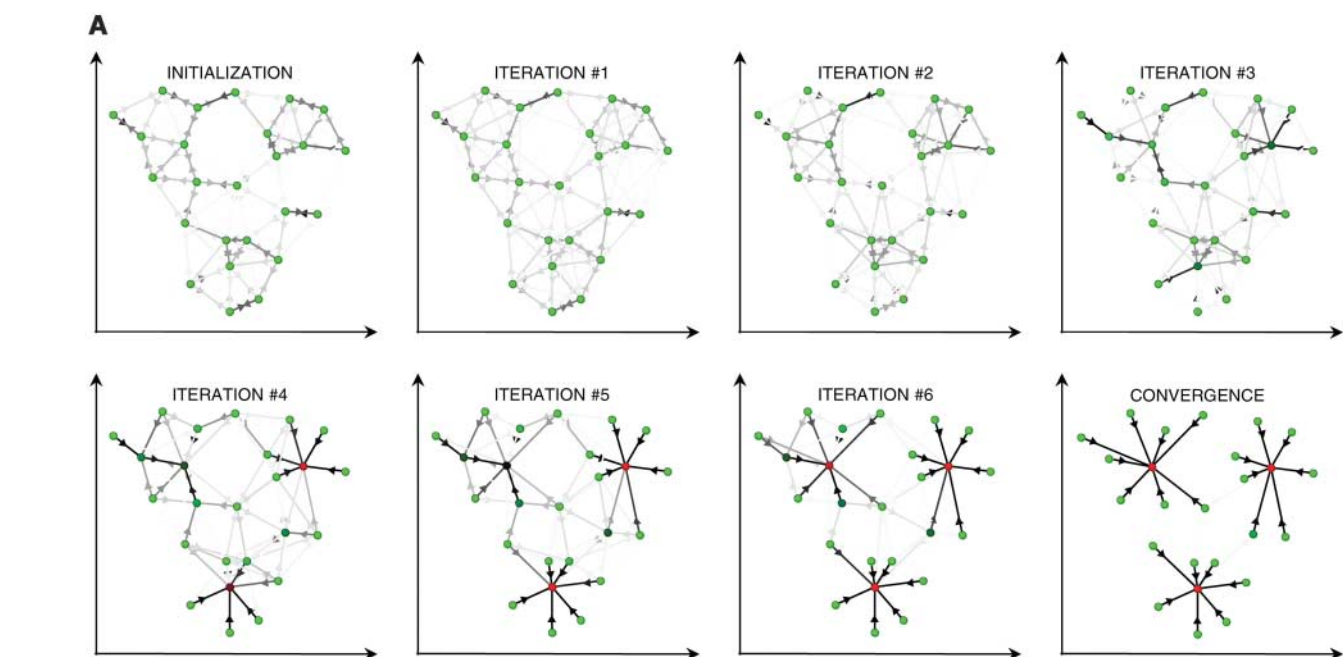 A
INITIALIZATION
ITERATION #1
ITERATION #2
ITERATION #3
ITERATION #4
ITERATION #5
ITERATION #6
CONVERGENCE